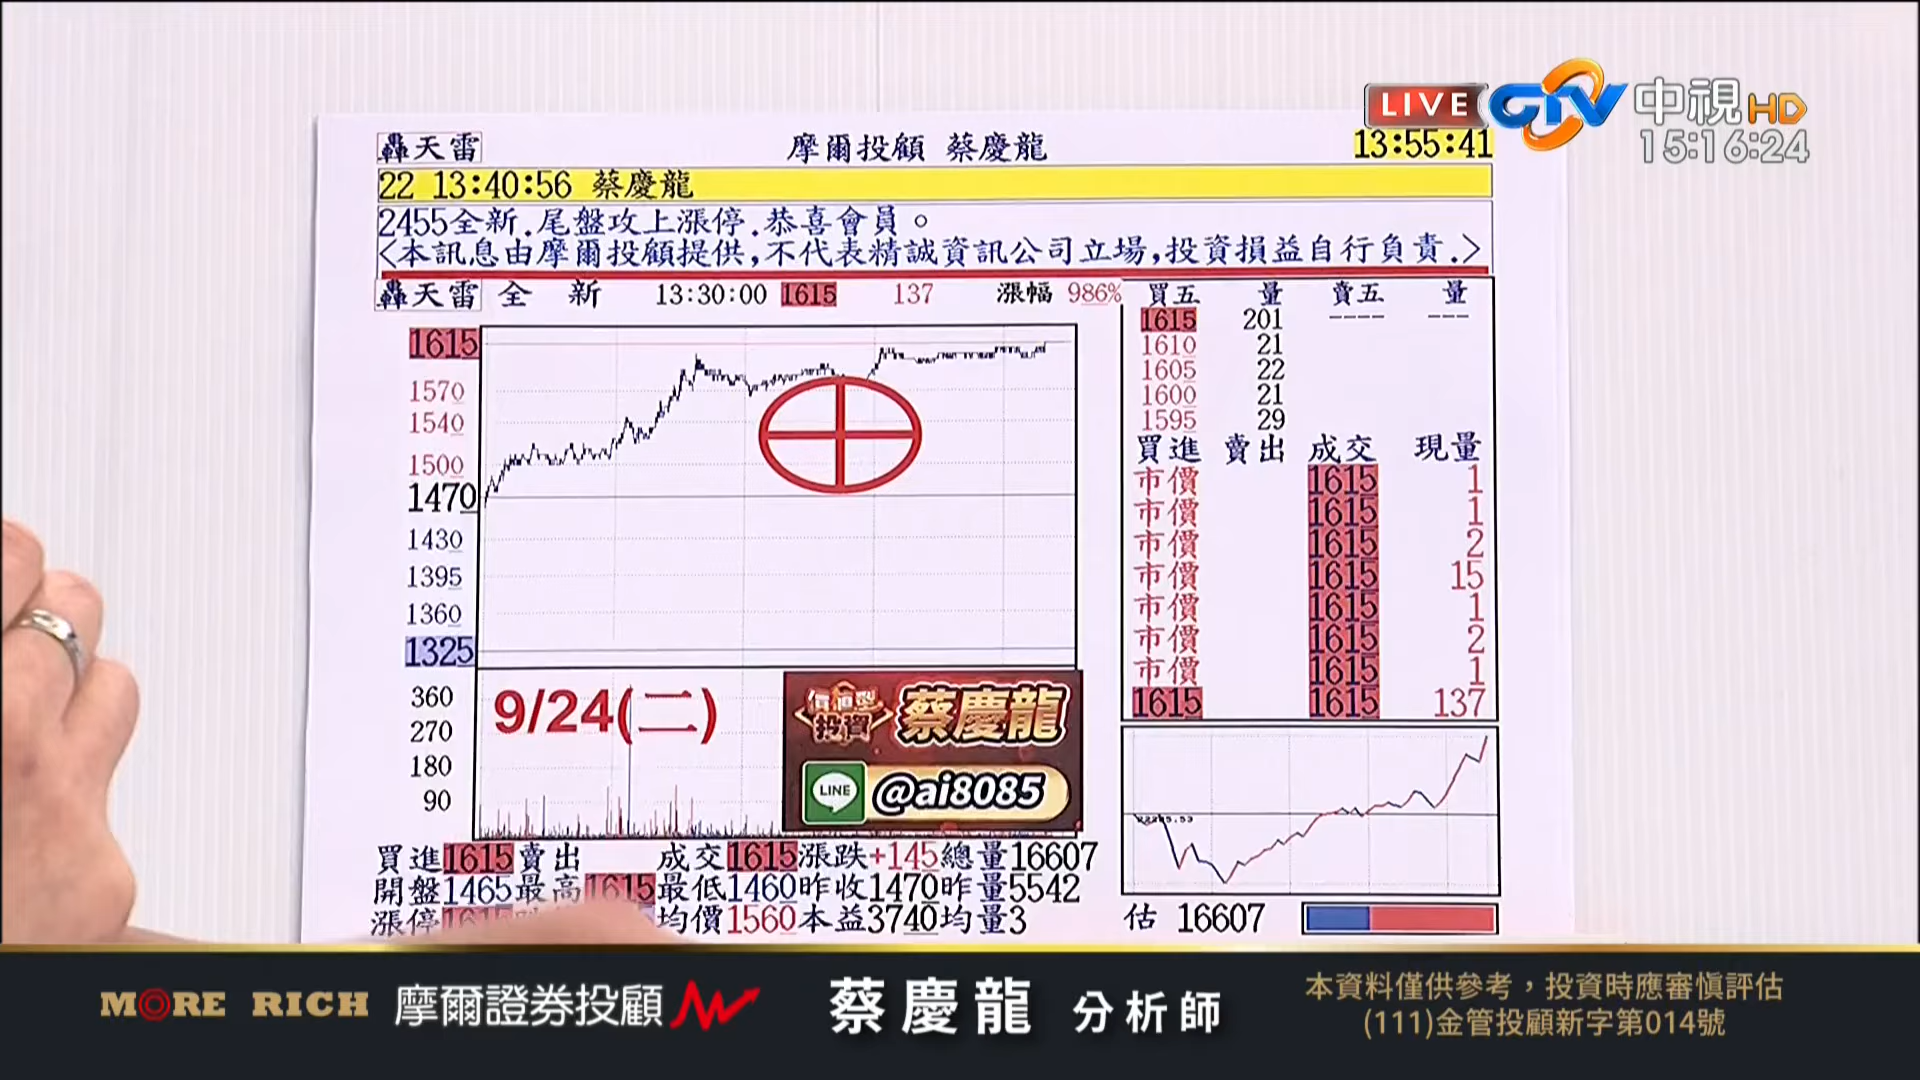 LIVE CTV 中視HD
15:16:24
轟天雷 摩爾投顧 蔡慶龍 13:55:41
22 13:40:56 蔡慶龍
2455全新.尾盤攻上漲停.恭喜會員。
<本訊息由摩爾投顧提供,不代表精誠資訊公司立場,投資損益自行負責.>
轟天雷 全 新 13:30:00 1615 137 漲幅 986%
買五 量 賣五 量
1615 201 ---- ---
1610 21
1605 22
1600 21
1595 29
買進 賣出 成交 現量
市價 1615 1
市價 1615 1
市價 1615 2
市價 1615 15
市價 1615 1
市價 1615 2
市價 1615 1
1615 1615 137
1615
1570
1540
1500
1470
1430
1395
1360
1325
360
270
180
90
9/24(二)
價值型投資 蔡慶龍
LINE @ai8085
買進1615賣出 成交1615漲跌+145總量16607
開盤1465最高1615最低1460昨收1470昨量5542
漲停1615 均價1560本益3740均量3
估 16607
MORE RICH 摩爾證券投顧
蔡慶龍 分析師
本資料僅供參考，投資時應審慎評估
(111)金管投顧新字第014號